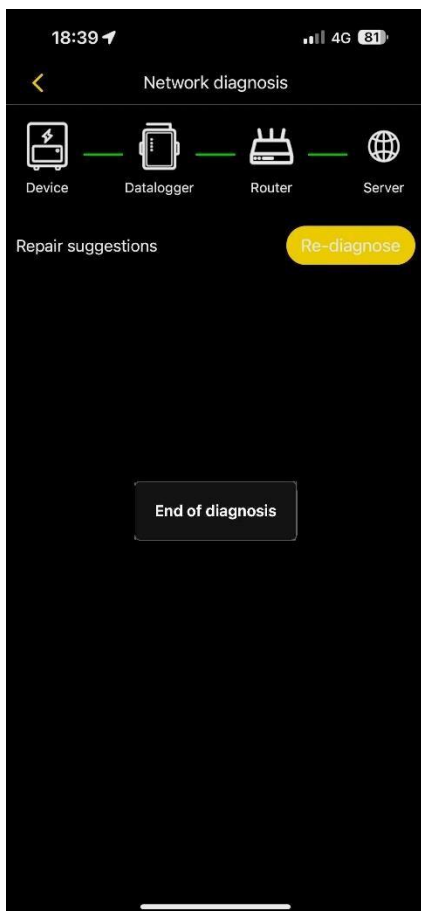 18:39
4G 81
Network diagnosis
Device Datalogger Router Server
Repair suggestions Re-diagnose
End of diagnosis